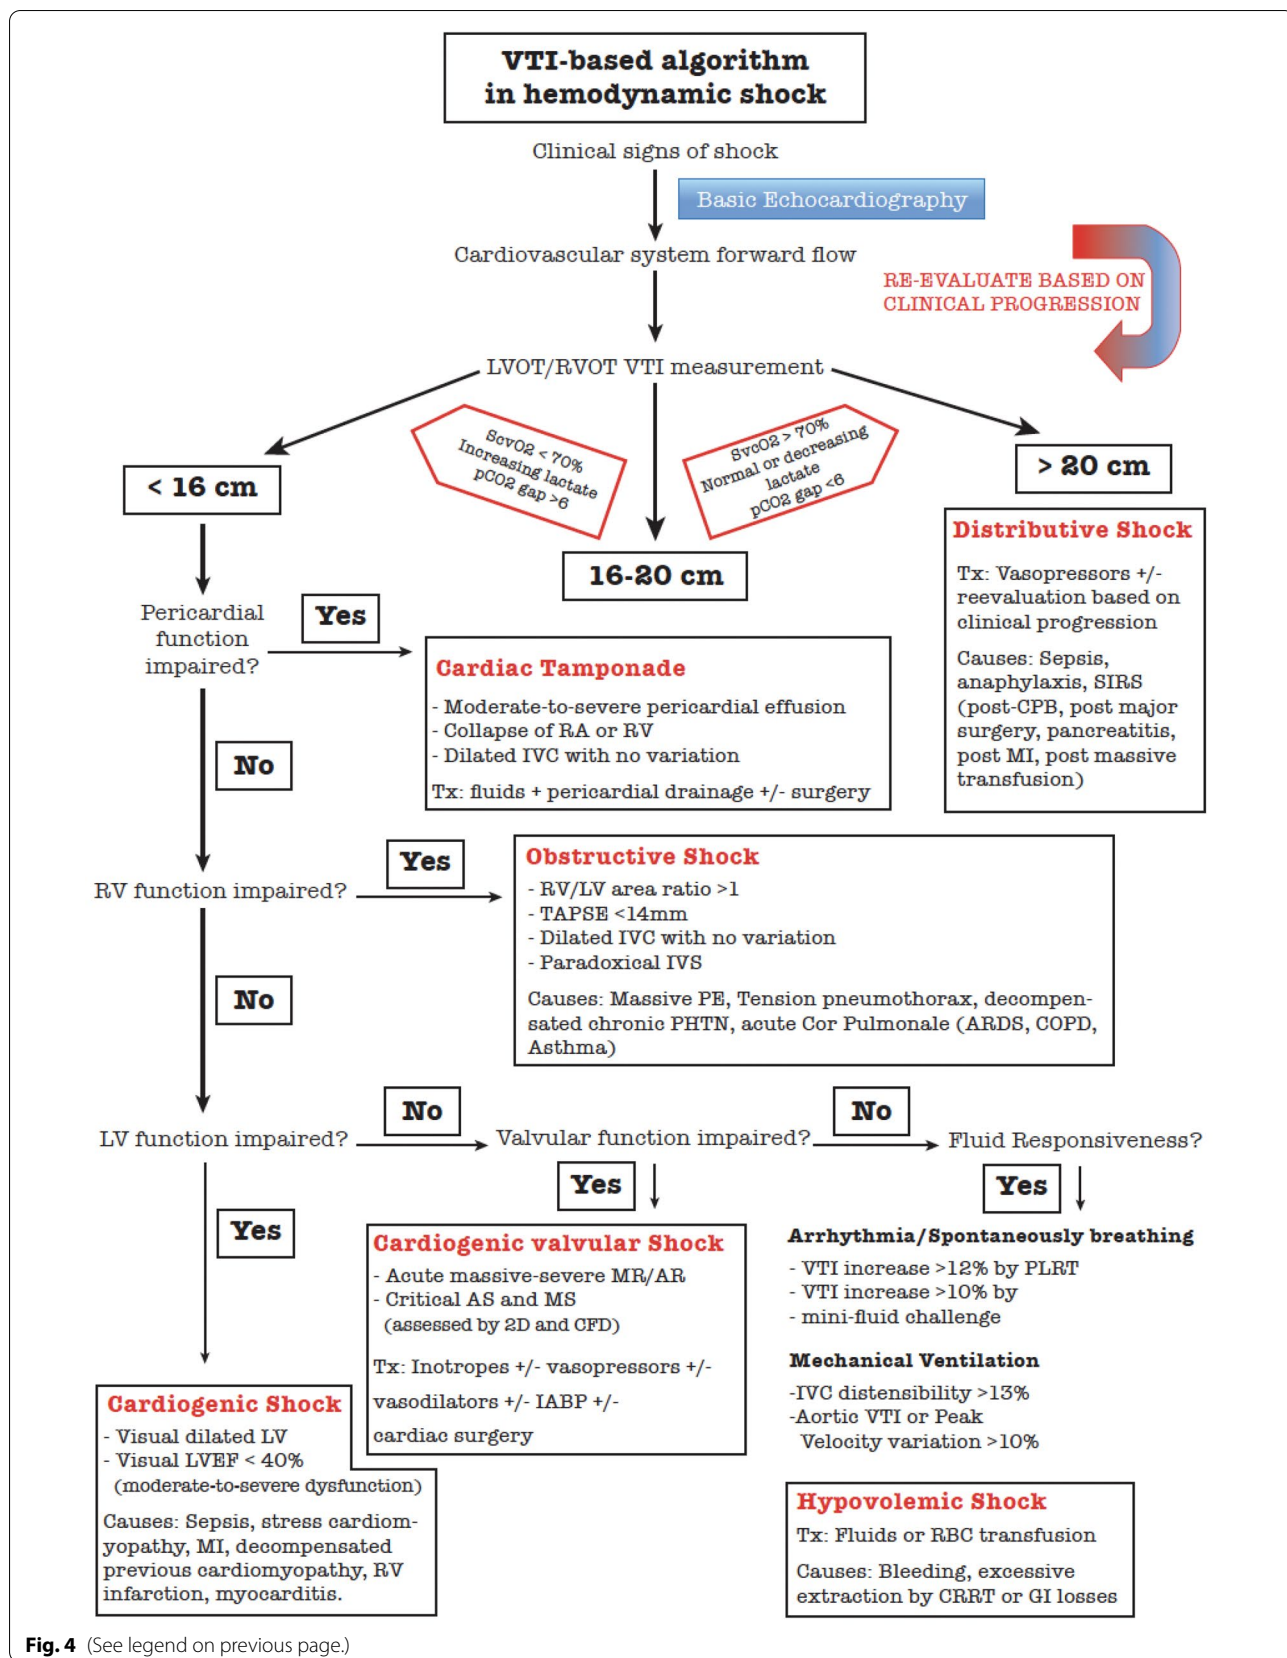 VTI-based algorithm
in hemodynamic shock
Clinical signs of shock
Basic Echocardiography
Cardiovascular system forward flow
RE-EVALUATE BASED ON
CLINICAL PROGRESSION
LVOT/RVOT VTI measurement
ScvO2 < 70%
Increasing lactate
pCO2 gap >6
SvcO2 > 70%
Normal or decreasing
lactate
pCO2 gap <6
< 16 cm
16-20 cm
> 20 cm
Distributive Shock
Tx: Vasopressors +/-
reevaluation based on
clinical progression
Causes: Sepsis,
anaphylaxis, SIRS
(post-CPB, post major
surgery, pancreatitis,
post MI, post massive
transfusion)
Pericardial
function
impaired?
Yes
Cardiac Tamponade
- Moderate-to-severe pericardial effusion
- Collapse of RA or RV
- Dilated IVC with no variation
Tx: fluids + pericardial drainage +/- surgery
No
RV function impaired?
Yes
Obstructive Shock
- RV/LV area ratio >1
- TAPSE <14mm
- Dilated IVC with no variation
- Paradoxical IVS
Causes: Massive PE, Tension pneumothorax, decompen-
sated chronic PHTN, acute Cor Pulmonale (ARDS, COPD,
Asthma)
No
LV function impaired?
No
Valvular function impaired?
No
Fluid Responsiveness?
Yes
Cardiogenic Shock
- Visual dilated LV
- Visual LVEF < 40%
(moderate-to-severe dysfunction)
Causes: Sepsis, stress cardiom-
yopathy, MI, decompensated
previous cardiomyopathy, RV
infarction, myocarditis.
Yes
Cardiogenic valvular Shock
- Acute massive-severe MR/AR
- Critical AS and MS
(assessed by 2D and CFD)
Tx: Inotropes +/- vasopressors +/-
vasodilators +/- IABP +/-
cardiac surgery
Yes
Arrhythmia/Spontaneously breathing
- VTI increase >12% by PLRT
- VTI increase >10% by
- mini-fluid challenge
Mechanical Ventilation
-IVC distensibility >13%
-Aortic VTI or Peak
Velocity variation >10%
Hypovolemic Shock
Tx: Fluids or RBC transfusion
Causes: Bleeding, excessive
extraction by CRRT or GI losses
Fig. 4 (See legend on previous page.)